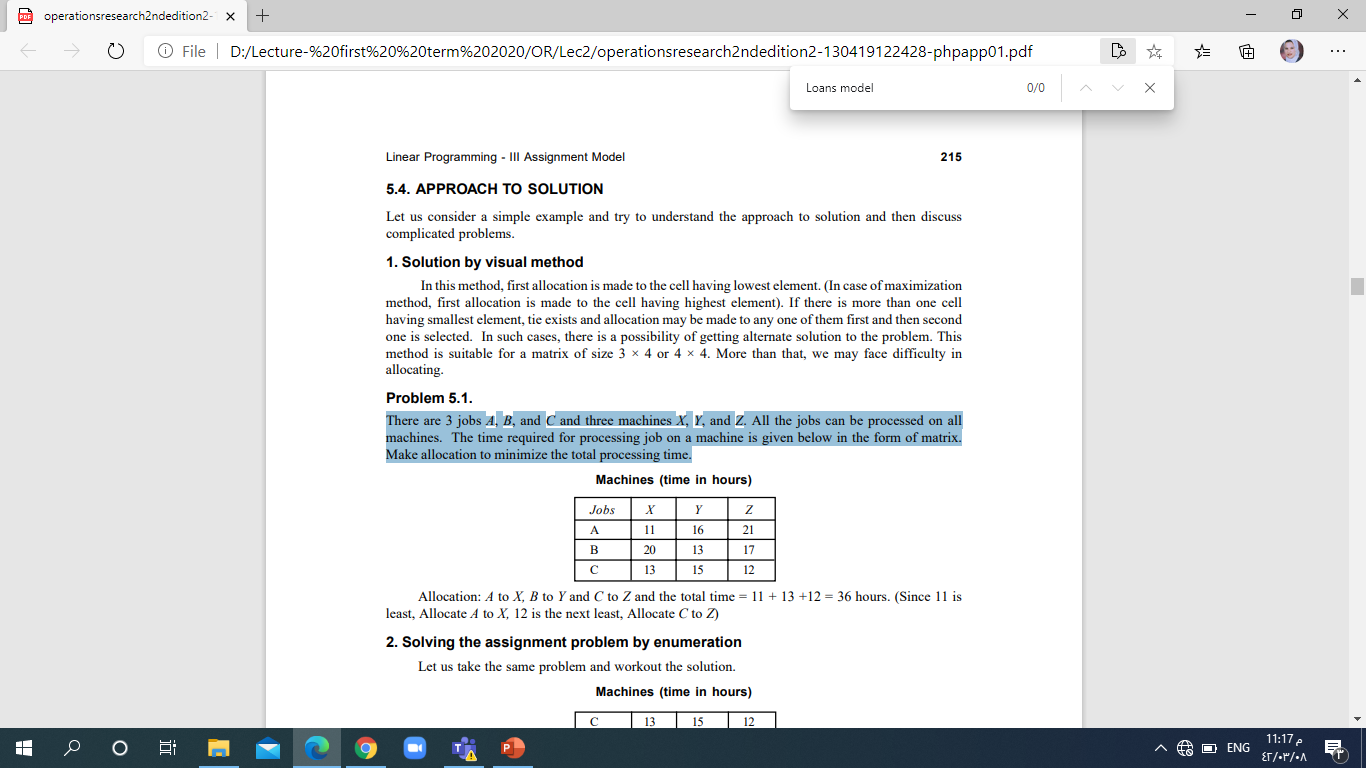 operationsresearch2ndedition2-
File
D:/Lecture-%20first%20%20term%202020/OR/Lec2/operationsresearch2ndedition2-130419122428-phpapp01.pdf
Loans model 0/0
Linear Programming - III Assignment Model 215
5.4. APPROACH TO SOLUTION
Let us consider a simple example and try to understand the approach to solution and then discuss
complicated problems.
1. Solution by visual method
In this method, first allocation is made to the cell having lowest element. (In case of maximization
method, first allocation is made to the cell having highest element). If there is more than one cell
having smallest element, tie exists and allocation may be made to any one of them first and then second
one is selected. In such cases, there is a possibility of getting alternate solution to the problem. This
method is suitable for a matrix of size 3 × 4 or 4 × 4. More than that, we may face difficulty in
allocating.
Problem 5.1.
There are 3 jobs A, B, and C and three machines X, Y, and Z. All the jobs can be processed on all
machines. The time required for processing job on a machine is given below in the form of matrix.
Make allocation to minimize the total processing time.
Machines (time in hours)
Jobs X Y Z
A 11 16 21
B 20 13 17
C 13 15 12
Allocation: A to X, B to Y and C to Z and the total time = 11 + 13 +12 = 36 hours. (Since 11 is
least, Allocate A to X, 12 is the next least, Allocate C to Z)
2. Solving the assignment problem by enumeration
Let us take the same problem and workout the solution.
Machines (time in hours)
C 13 15 12
ENG
11:17 م
٤٢/٠٣/٠٨